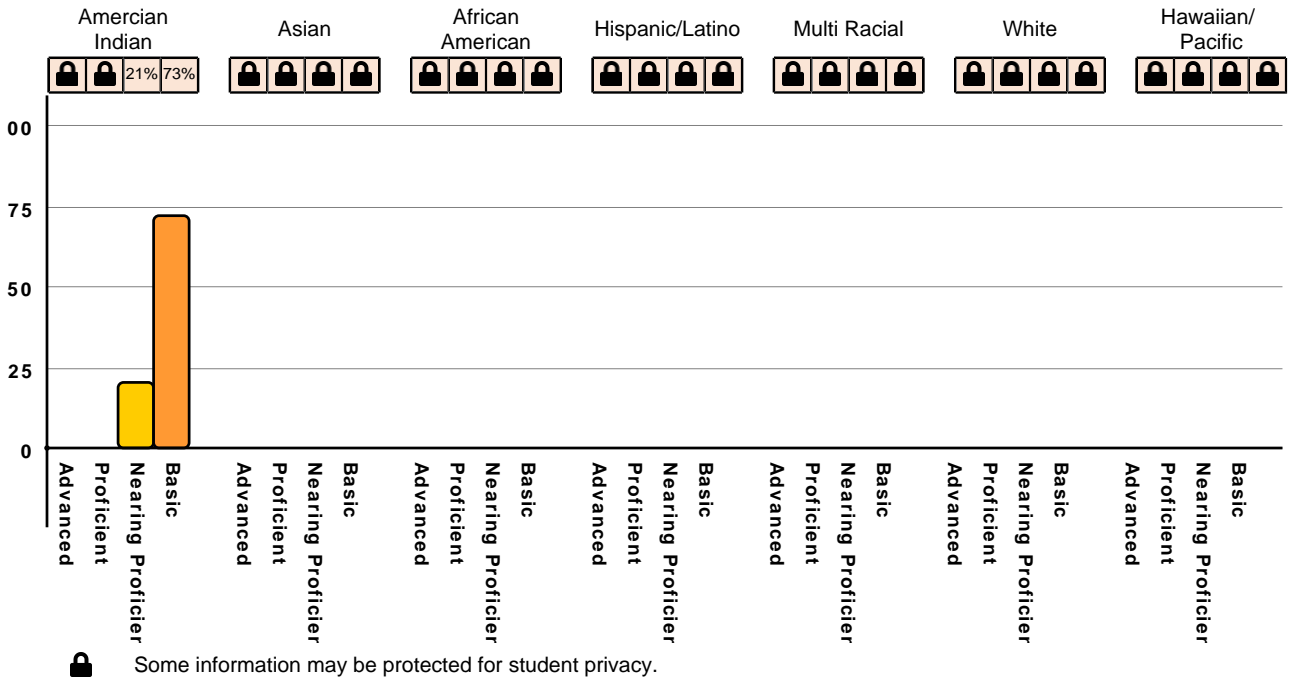 Amercian
Indian
Asian
African
American
Hispanic/Latino
Multi Racial
White
Hawaiian/
Pacific
21% 73%
00
75
50
25
0
Advanced
Proficient
Nearing Proficier
Basic
Advanced
Proficient
Nearing Proficier
Basic
Advanced
Proficient
Nearing Proficier
Basic
Advanced
Proficient
Nearing Proficier
Basic
Advanced
Proficient
Nearing Proficier
Basic
Advanced
Proficient
Nearing Proficier
Basic
Advanced
Proficient
Nearing Proficier
Basic
Some information may be protected for student privacy.